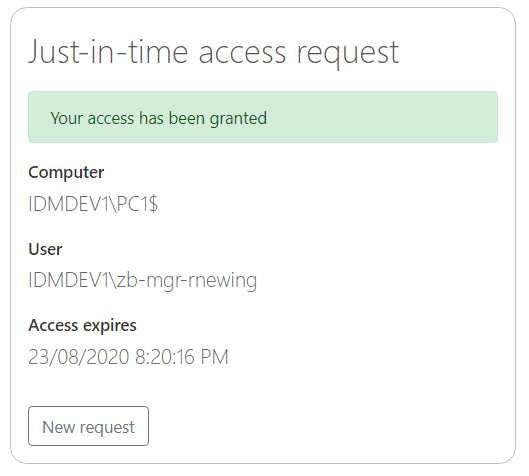 Just-in-time access request
Your access has been granted
Computer
IDMDEV1\PC1$
User
IDMDEV1\zb-mgr-rnewing
Access expires
23/08/2020 8:20:16 PM
New request